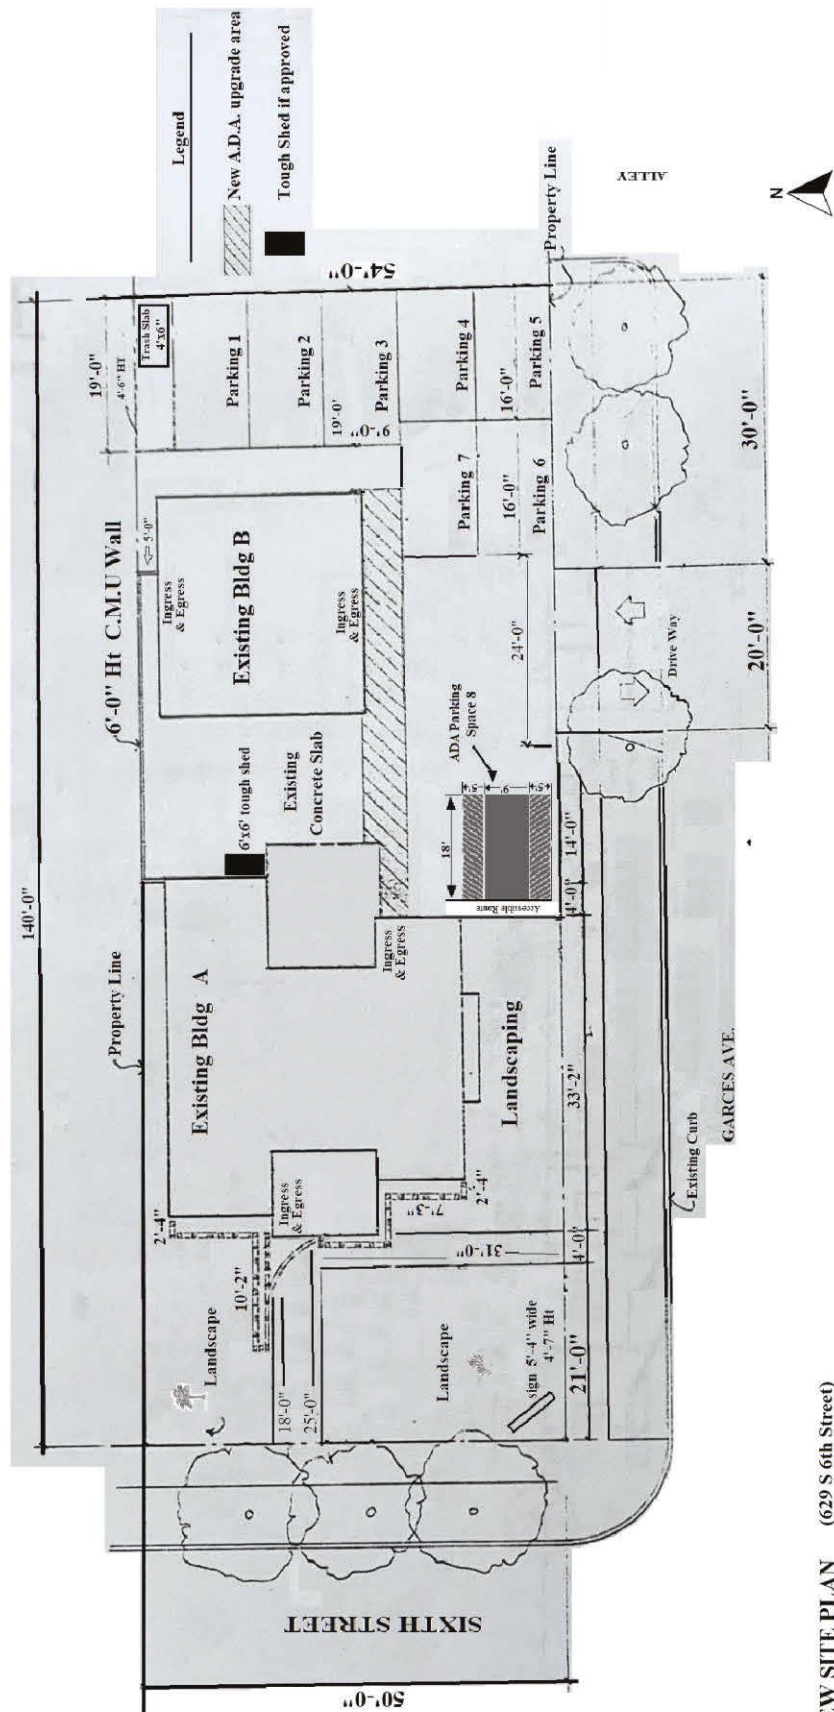 Legend
New A.D.A. upgrade area
Tough Shed if approved
140'-0"
Property Line
6'-0" Ht C.M.U Wall
19'-0"
4'-6" HT
Trash Slab
4'x6"
54'-0"
Parking 1
Parking 2
Parking 3
Parking 4
Parking 5
Parking 7
Parking 6
19'-0'
9'-0"
16'-0"
16'-0"
5'-0"
Ingress
& Egress
Existing Bldg B
Ingress
& Egress
6'x6' tough shed
Existing
Concrete Slab
Existing Bldg A
Ingress
& Egress
Ingress
& Egress
2'-4"
10'-2"
7'-3"
2'-4"
Landscape
18'-0"
25'-0"
31'-0"
Landscape
sign 5'-4" wide
4'-7" Ht
Landscaping
ADA Parking
Space 8
18'
5'
9'
5'
Accessible Route
24'-0"
21'-0"
4'-0"
33'-2"
4'-0"
14'-0"
20'-0"
30'-0"
Drive Way
Property Line
ALLEY
N
Existing Curb
GARCES AVE.
SIXTH STREET
50'-0"
SITE PLAN (629 S 6th Street)